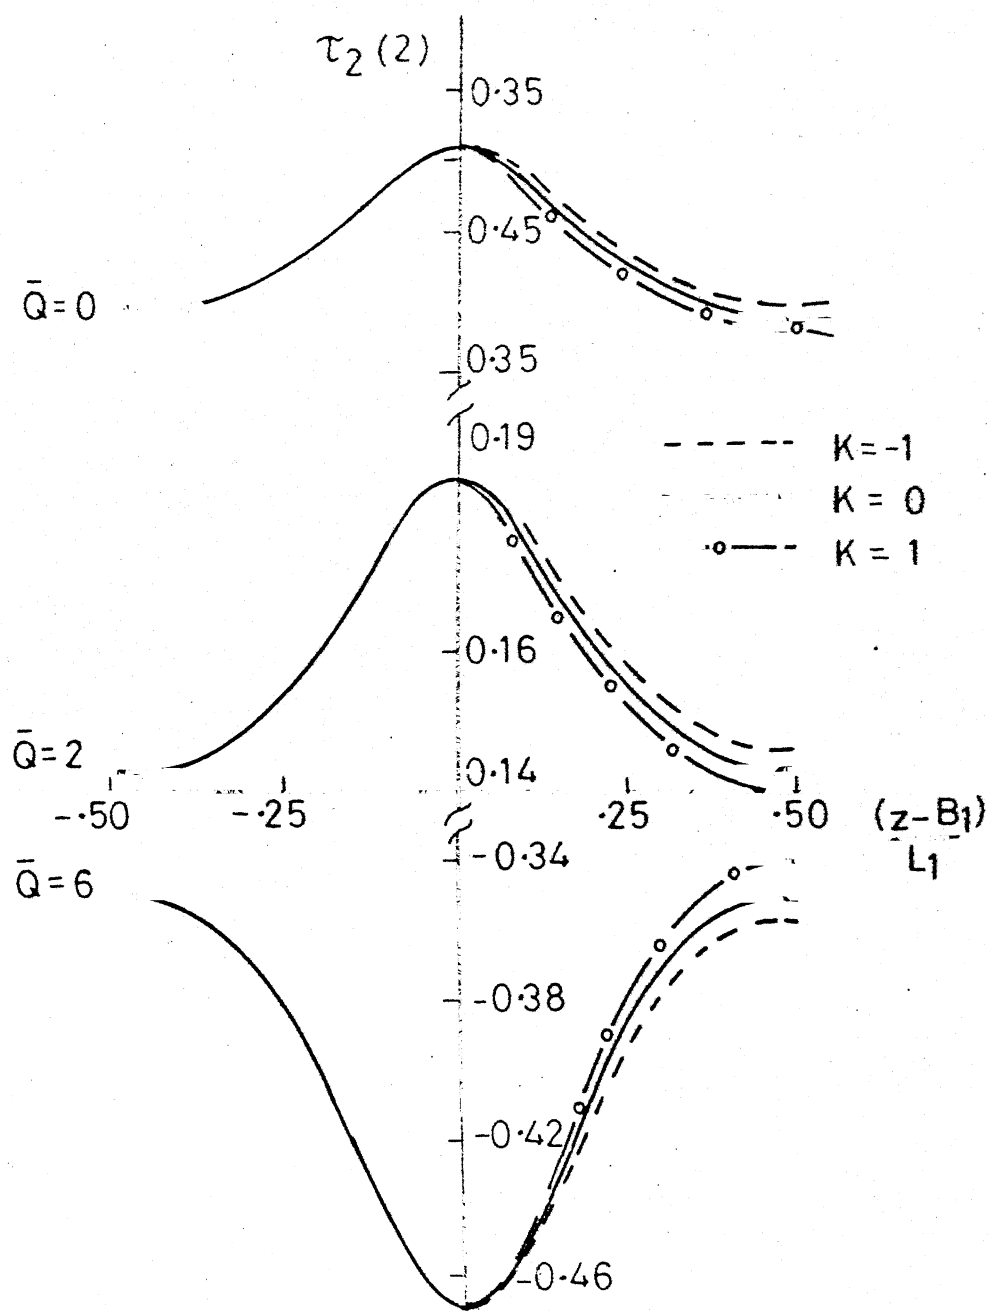 τ₂(2)
0·35
0·45
Q̄=0
0·35
0·19
K=-1
K= 0
K= 1
0·16
Q̄=2
0·14
-·50 -·25 ·25 ·50 (z-B₁)
L₁
-0·34
Q̄=6
-0·38
-0·42
-0·46